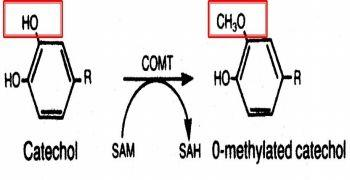 HO CH₃O
COMT
HO R HO R
Catechol SAM SAH O-methylated catechol